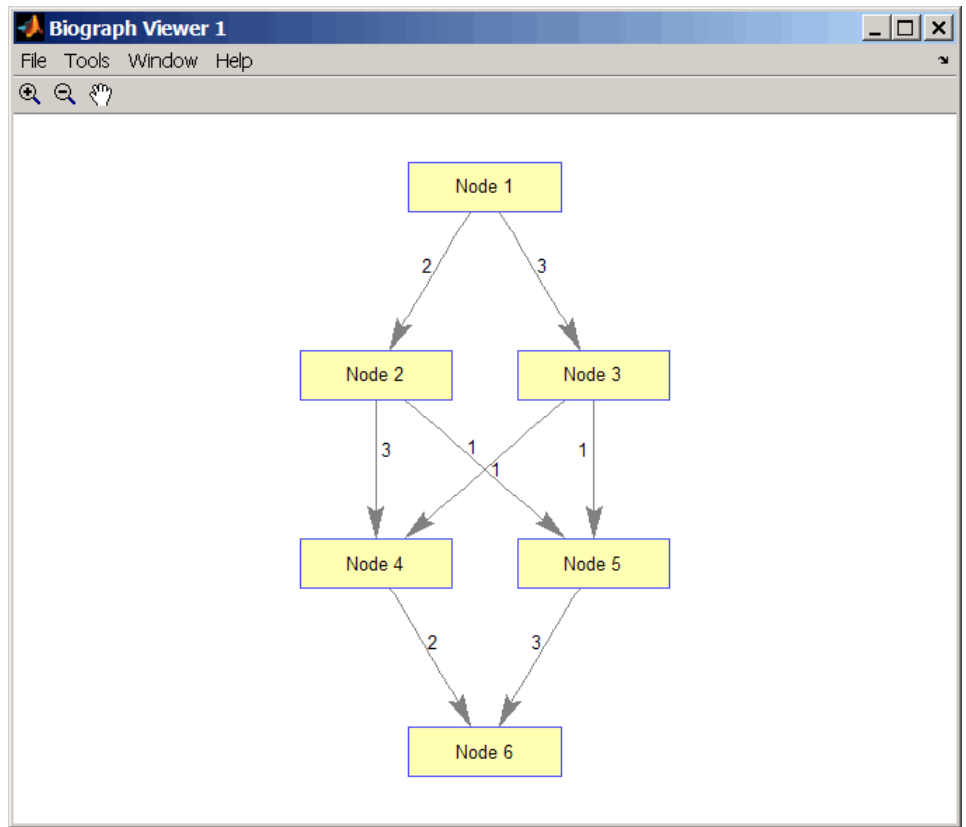 Biograph Viewer 1
File Tools Window Help
Node 1
2 3
Node 2 Node 3
3 1 1 1
Node 4 Node 5
2 3
Node 6